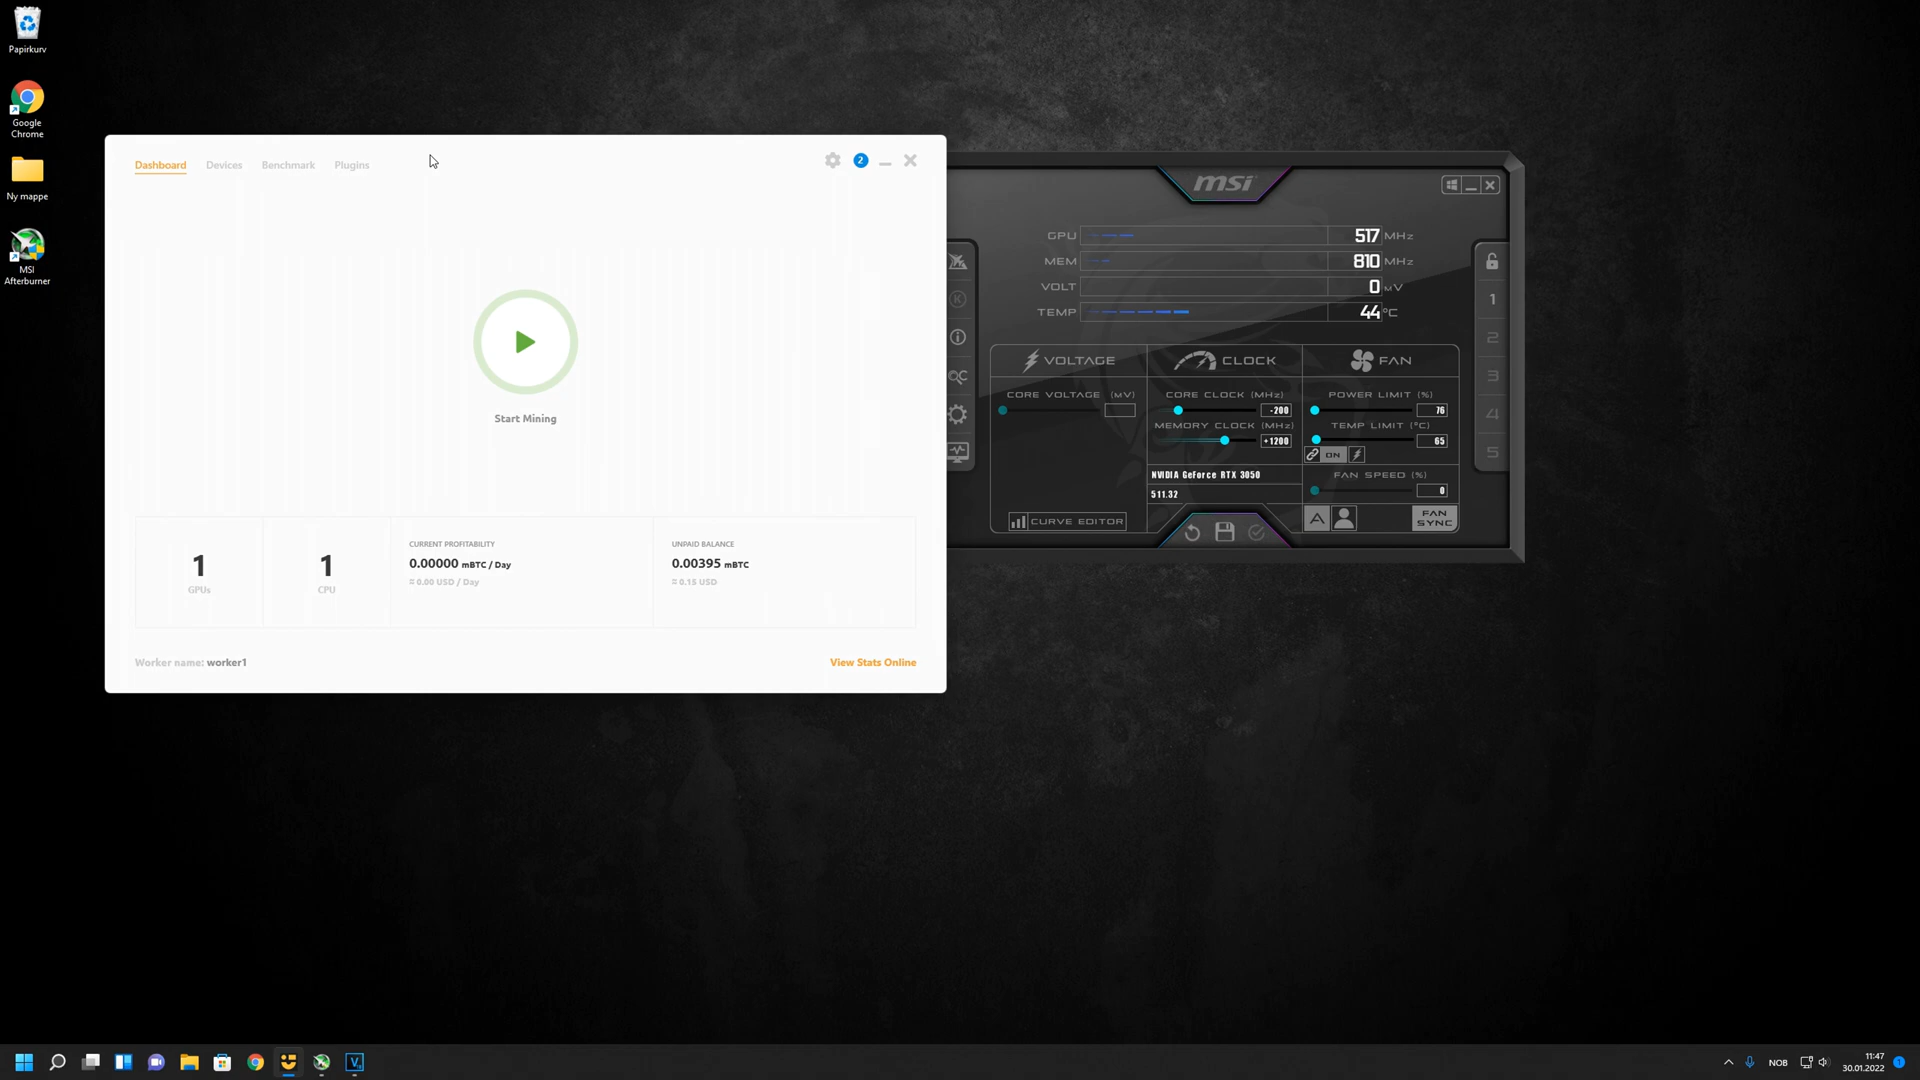 Papirkurv
Google
Chrome
Ny mappe
MSI
Afterburner
Dashboard
Devices
Benchmark
Plugins
2
Start Mining
1
GPUs
1
CPU
CURRENT PROFITABILITY
0.00000 mBTC / Day
= 0.00 USD / Day
UNPAID BALANCE
0.00395 mBTC
= 0.15 USD
Worker name: worker1
View Stats Online
msi
GPU 517 MHz
MEM 810 MHz
VOLT 0 mV
TEMP 44 °C
K
OC
VOLTAGE
CORE VOLTAGE (MV)
CURVE EDITOR
CLOCK
CORE CLOCK (MHz)
-200
MEMORY CLOCK (MHz)
+1200
NVIDIA GeForce RTX 3050
511.32
FAN
POWER LIMIT (%)
76
TEMP LIMIT (°C)
65
ON
FAN SPEED (%)
0
A
FAN
SYNC
1
2
3
4
5
NOB
11:47
30.01.2022
1